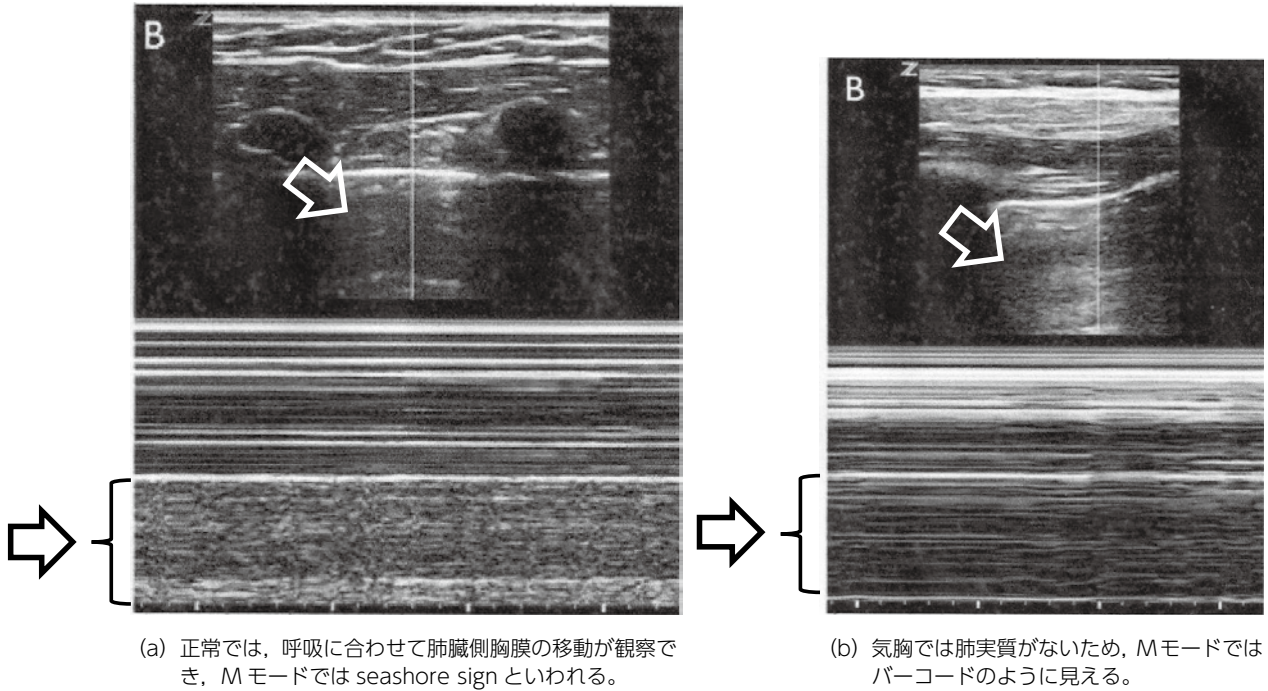 B
Z
B
Z
(a) 正常では，呼吸に合わせて肺臓側胸膜の移動が観察で
き，M モードでは seashore sign といわれる。
(b) 気胸では肺実質がないため，Mモードでは
バーコードのように見える。